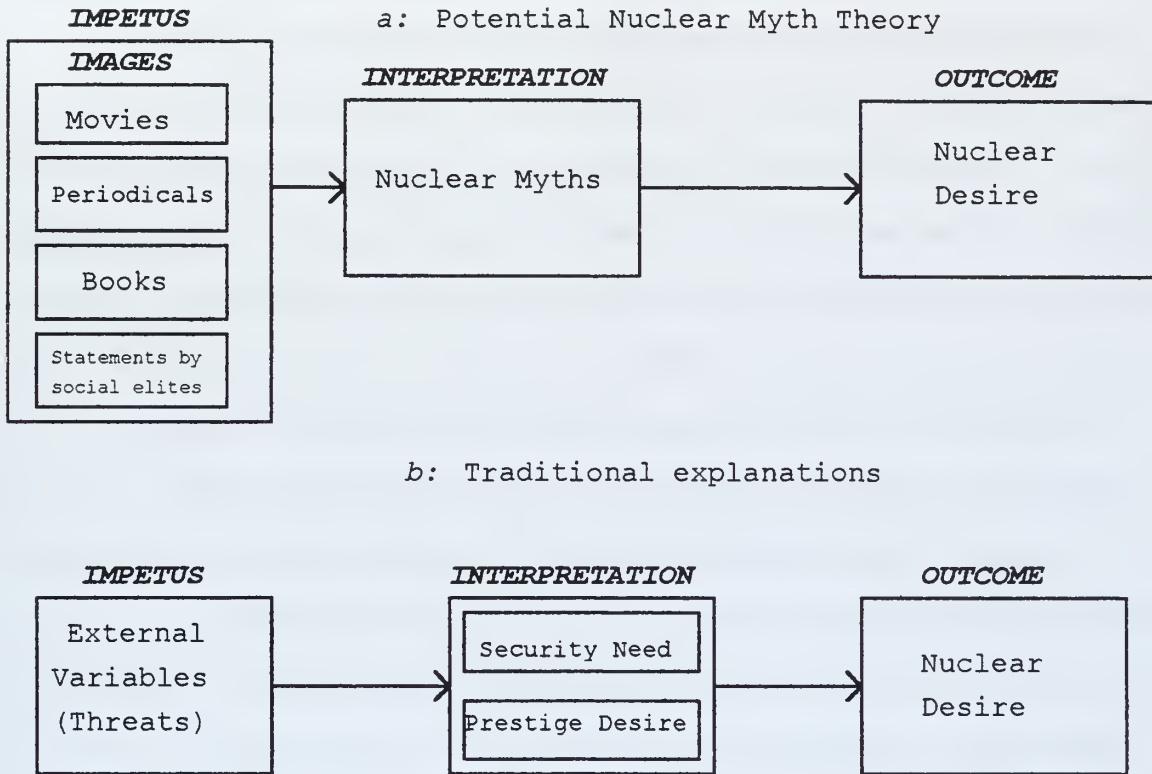 IMPETUS
a: Potential Nuclear Myth Theory
IMAGES
Movies
Periodicals
Books
Statements by
social elites
INTERPRETATION
Nuclear Myths
OUTCOME
Nuclear
Desire
b: Traditional explanations
IMPETUS
External
Variables
(Threats)
INTERPRETATION
Security Need
Prestige Desire
OUTCOME
Nuclear
Desire